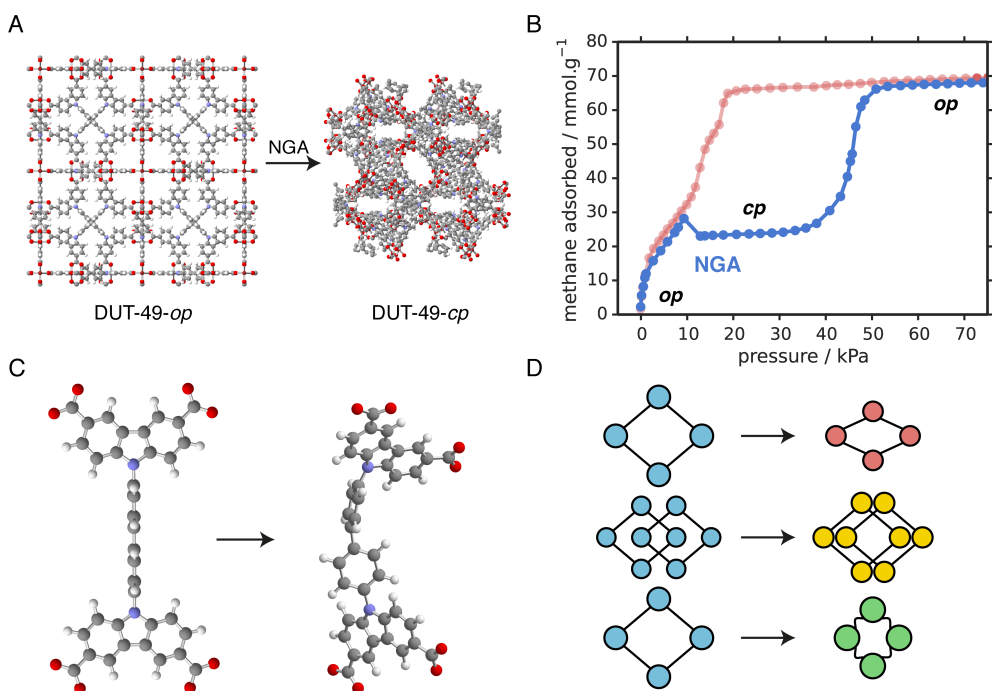 A
NGA
DUT-49-op
DUT-49-cp
B
methane adsorbed / mmol.g⁻¹
80
70
60
50
40
30
20
10
0
op
cp
NGA
op
0
10
20
30
40
50
60
70
pressure / kPa
C
D